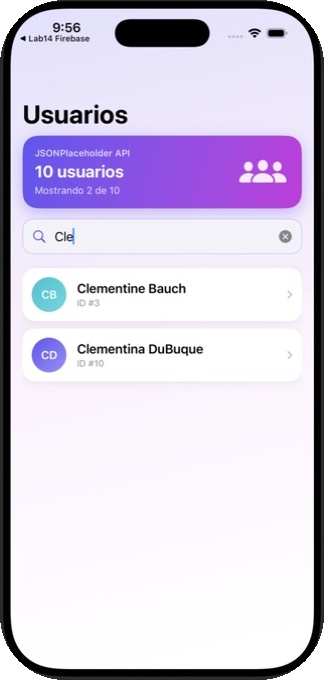 9:56
◀ Lab14 Firebase
Usuarios
JSONPlaceholder API
10 usuarios
Mostrando 2 de 10
Cle
CB
Clementine Bauch
ID #3
CD
Clementina DuBuque
ID #10